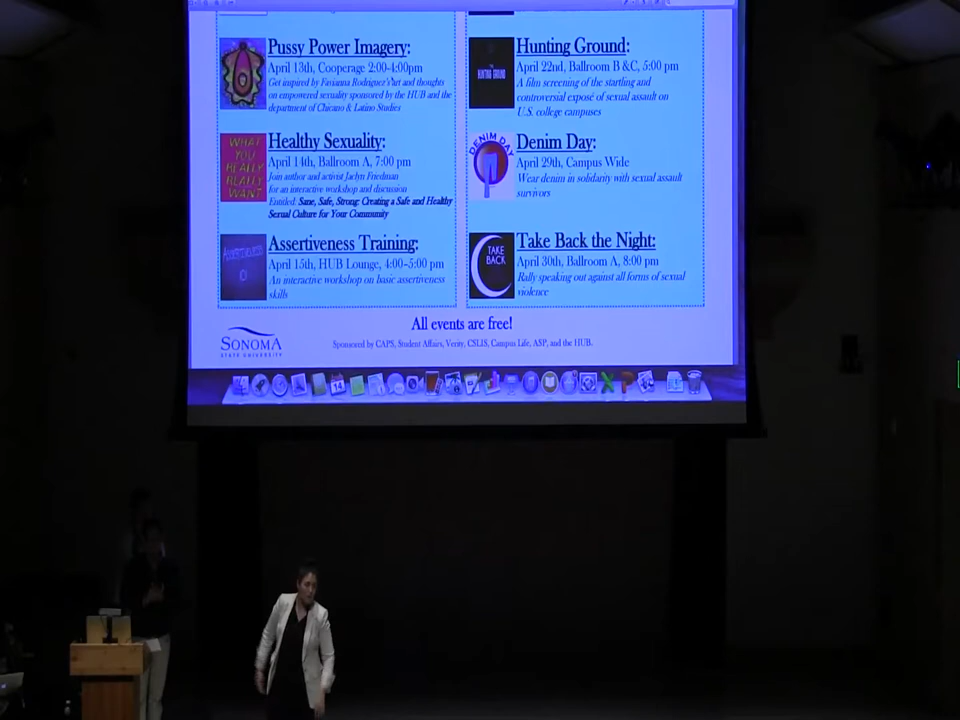 Pussy Power Imagery:
April 13th, Cooperage 2:00-4:00pm
Get inspired by Favianna Rodriguez's art and thoughts
on empowered sexuality sponsored by the HUB and the
department of Chicano & Latino Studies
WHAT
YOU
REALLY
REALLY
WANT
Healthy Sexuality:
April 14th, Ballroom A, 7:00 pm
Join author and activist Jaclyn Friedman
for an interactive workshop and discussion
Entitled: Sane, Safe, Strong: Creating a Safe and Healthy
Sexual Culture for Your Community
ASSERTIVENESS
Assertiveness Training:
April 15th, HUB Lounge, 4:00-5:00 pm
An interactive workshop on basic assertiveness
skills
THE
HUNTING GROUND
Hunting Ground:
April 22nd, Ballroom B &C, 5:00 pm
A film screening of the startling and
controversial exposé of sexual assault on
U.S. college campuses
DENIM DAY
Denim Day:
April 29th, Campus Wide
Wear denim in solidarity with sexual assault
survivors
TAKE
BACK
Take Back the Night:
April 30th, Ballroom A, 8:00 pm
Rally speaking out against all forms of sexual
violence
All events are free!
SONOMA
STATE UNIVERSITY
Sponsored by CAPS, Student Affairs, Verity, CSLIS, Campus Life, ASP, and the HUB.
14